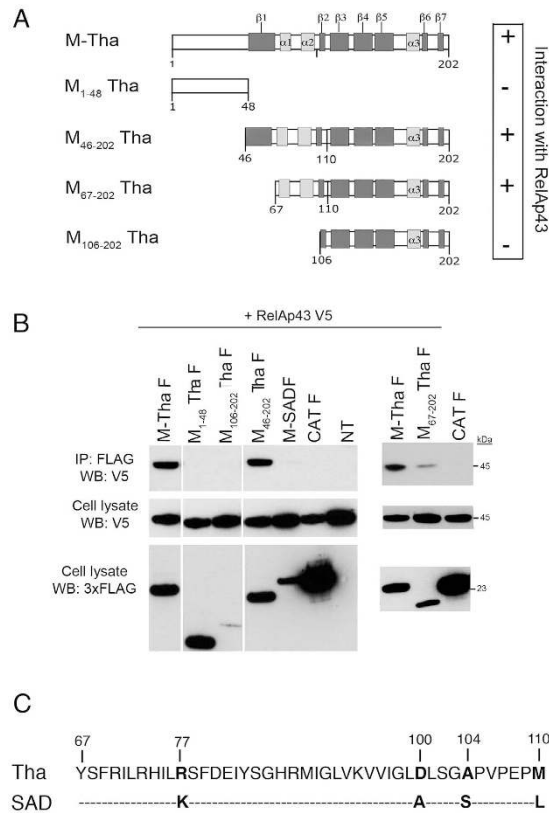 A
β1 β2 β3 β4 β5 β6 β7
M-Tha α1 α2 α3 +
1 202
M1-48 Tha -
1 48
M46-202 Tha α3 +
46 110 202
M67-202 Tha α3 +
67 110 202
M106-202 Tha α3 -
106 202
Interaction with RelAp43
B
+ RelAp43 V5
M-Tha F
M1-48 Tha F
M106-202 Tha F
M46-202 Tha F
M-SADF
CAT F
NT
M-Tha F
M67-202 Tha F
CAT F
kDa
IP: FLAG
WB: V5
45
Cell lysate
WB: V5
45
Cell lysate
WB: 3xFLAG
23
C
67 77 100 104 110
Tha YSFRILRHILRSFDEIYSGHRMIGLVKVVIGLDLSGAPVPEPM
SAD ----------K----------------------A---S-----L